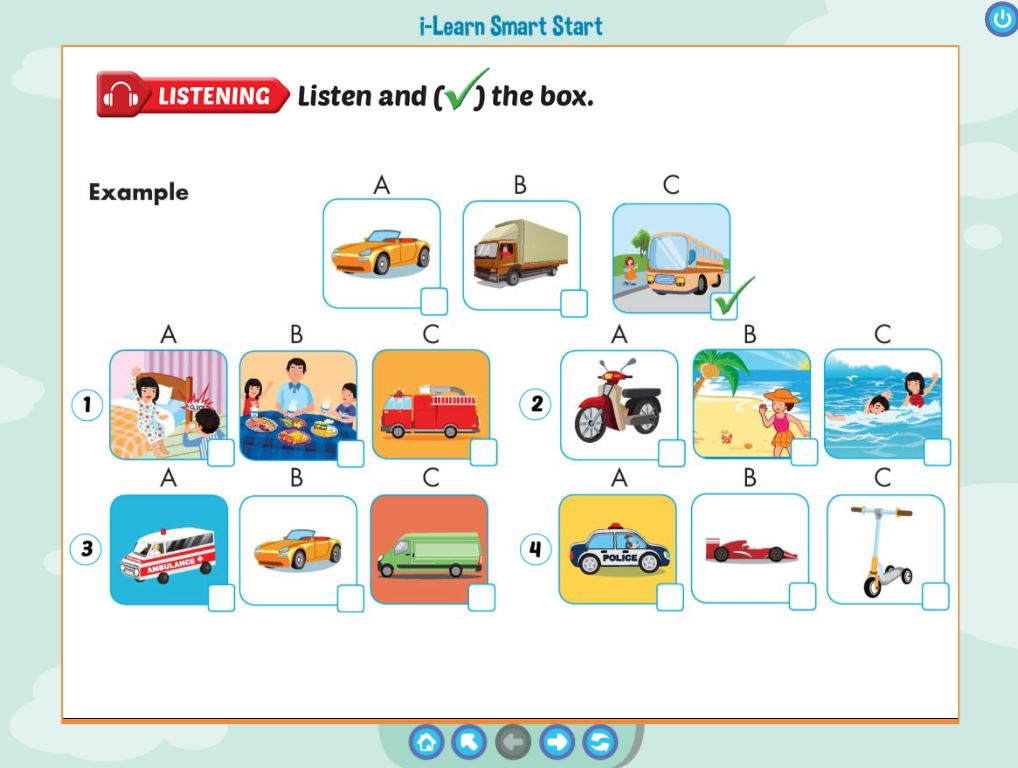 i-Learn Smart Start
LISTENING Listen and (✓) the box.
Example
A B C
A B C
1
A B C
2
A B C
3
AMBULANCE
A B C
4
POLICE